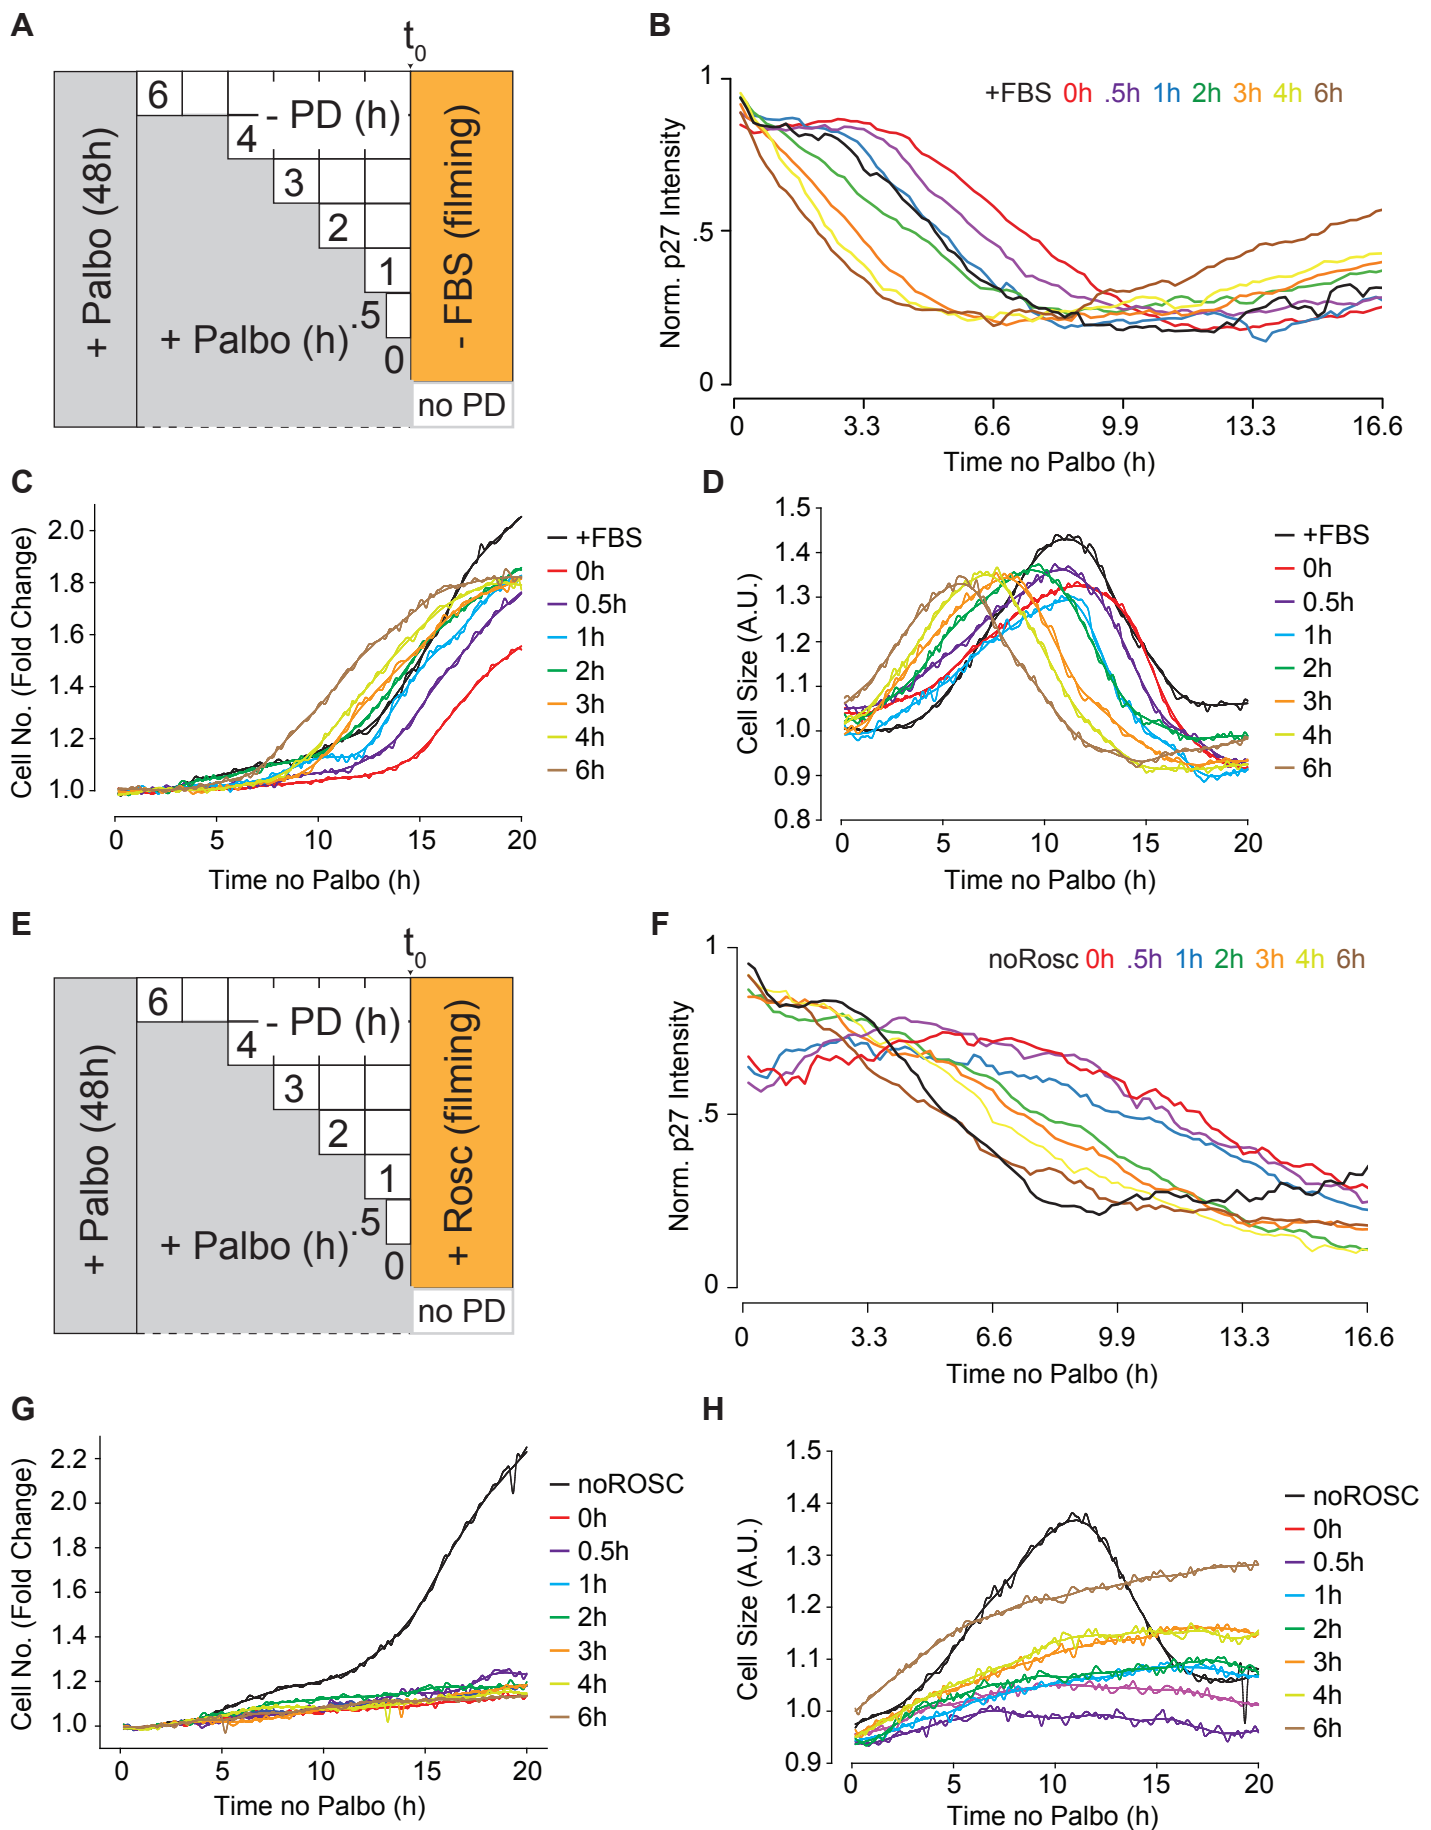 A
t0
6
- PD (h)
4
3
2
1
.5
0
+ Palbo (48h)
+ Palbo (h)
- FBS (filming)
no PD
B
+FBS 0h .5h 1h 2h 3h 4h 6h
1
.5
0
Norm. p27 Intensity
0 3.3 6.6 9.9 13.3 16.6
Time no Palbo (h)
C
Cell No. (Fold Change)
2.0
1.8
1.6
1.4
1.2
1.0
0 5 10 15 20
Time no Palbo (h)
+FBS
0h
0.5h
1h
2h
3h
4h
6h
D
Cell Size (A.U.)
1.5
1.4
1.3
1.2
1.1
1.0
0.9
0.8
0 5 10 15 20
Time no Palbo (h)
+FBS
0h
0.5h
1h
2h
3h
4h
6h
E
t0
6
- PD (h)
4
3
2
1
.5
0
+ Palbo (48h)
+ Palbo (h)
+ Rosc (filming)
no PD
F
noRosc 0h .5h 1h 2h 3h 4h 6h
1
.5
0
Norm. p27 Intensity
0 3.3 6.6 9.9 13.3 16.6
Time no Palbo (h)
G
Cell No. (Fold Change)
2.2
2.0
1.8
1.6
1.4
1.2
1.0
0 5 10 15 20
Time no Palbo (h)
noROSC
0h
0.5h
1h
2h
3h
4h
6h
H
Cell Size (A.U.)
1.5
1.4
1.3
1.2
1.1
1.0
0.9
0 5 10 15 20
Time no Palbo (h)
noROSC
0h
0.5h
1h
2h
3h
4h
6h